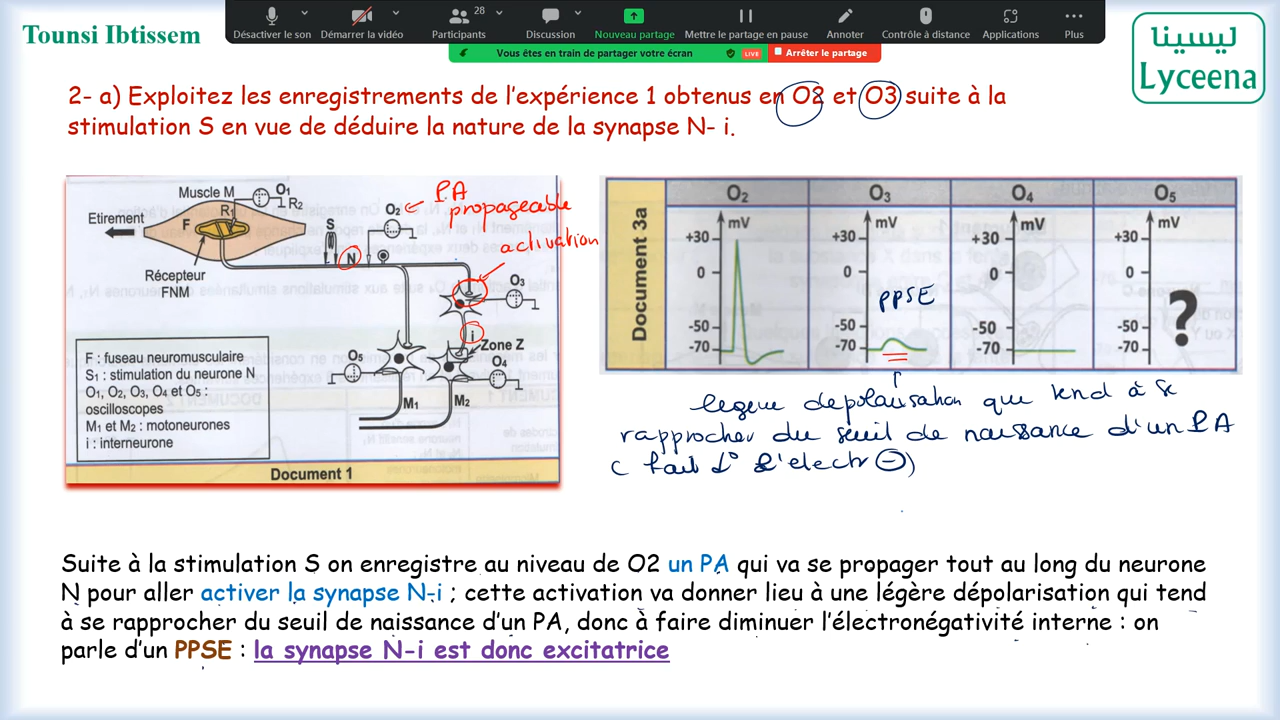 Tounsi Ibtissem
Désactiver le son
Démarrer la vidéo
28
Participants
Discussion
Nouveau partage
Mettre le partage en pause
Annoter
Contrôle à distance
Applications
Plus
Vous êtes en train de partager votre écran
LIVE
Arrêter le partage
ليسينا
Lyceena
2- a) Exploitez les enregistrements de l'expérience 1 obtenus en O2 et O3 suite à la
stimulation S en vue de déduire la nature de la synapse N- i.
Muscle M
O1
R1
R2
Etirement
F
S
O2
PA
propageable
activation
N
Récepteur
FNM
O3
i
Zone Z
O5
O4
M1
M2
F : fuseau neuromusculaire
S1 : stimulation du neurone N
O1, O2, O3, O4 et O5 :
oscilloscopes
M1 et M2 : motoneurones
i : interneurone
Document 1
Document 3a
O2
mV
+30
0
-50
-70
O3
mV
+30
0
PPSE
-50
-70
O4
mV
+30
0
-50
-70
O5
mV
+30
0
-50
-70
?
légère dépolarisation qui tend à se
rapprocher du seuil de naissance d'un PA
Suite à la stimulation S on enregistre au niveau de O2 un PA qui va se propager tout au long du neurone
N pour aller activer la synapse N-i ; cette activation va donner lieu à une légère dépolarisation qui tend
à se rapprocher du seuil de naissance d'un PA, donc à faire diminuer l'électronégativité interne : on
parle d'un PPSE : la synapse N-i est donc excitatrice